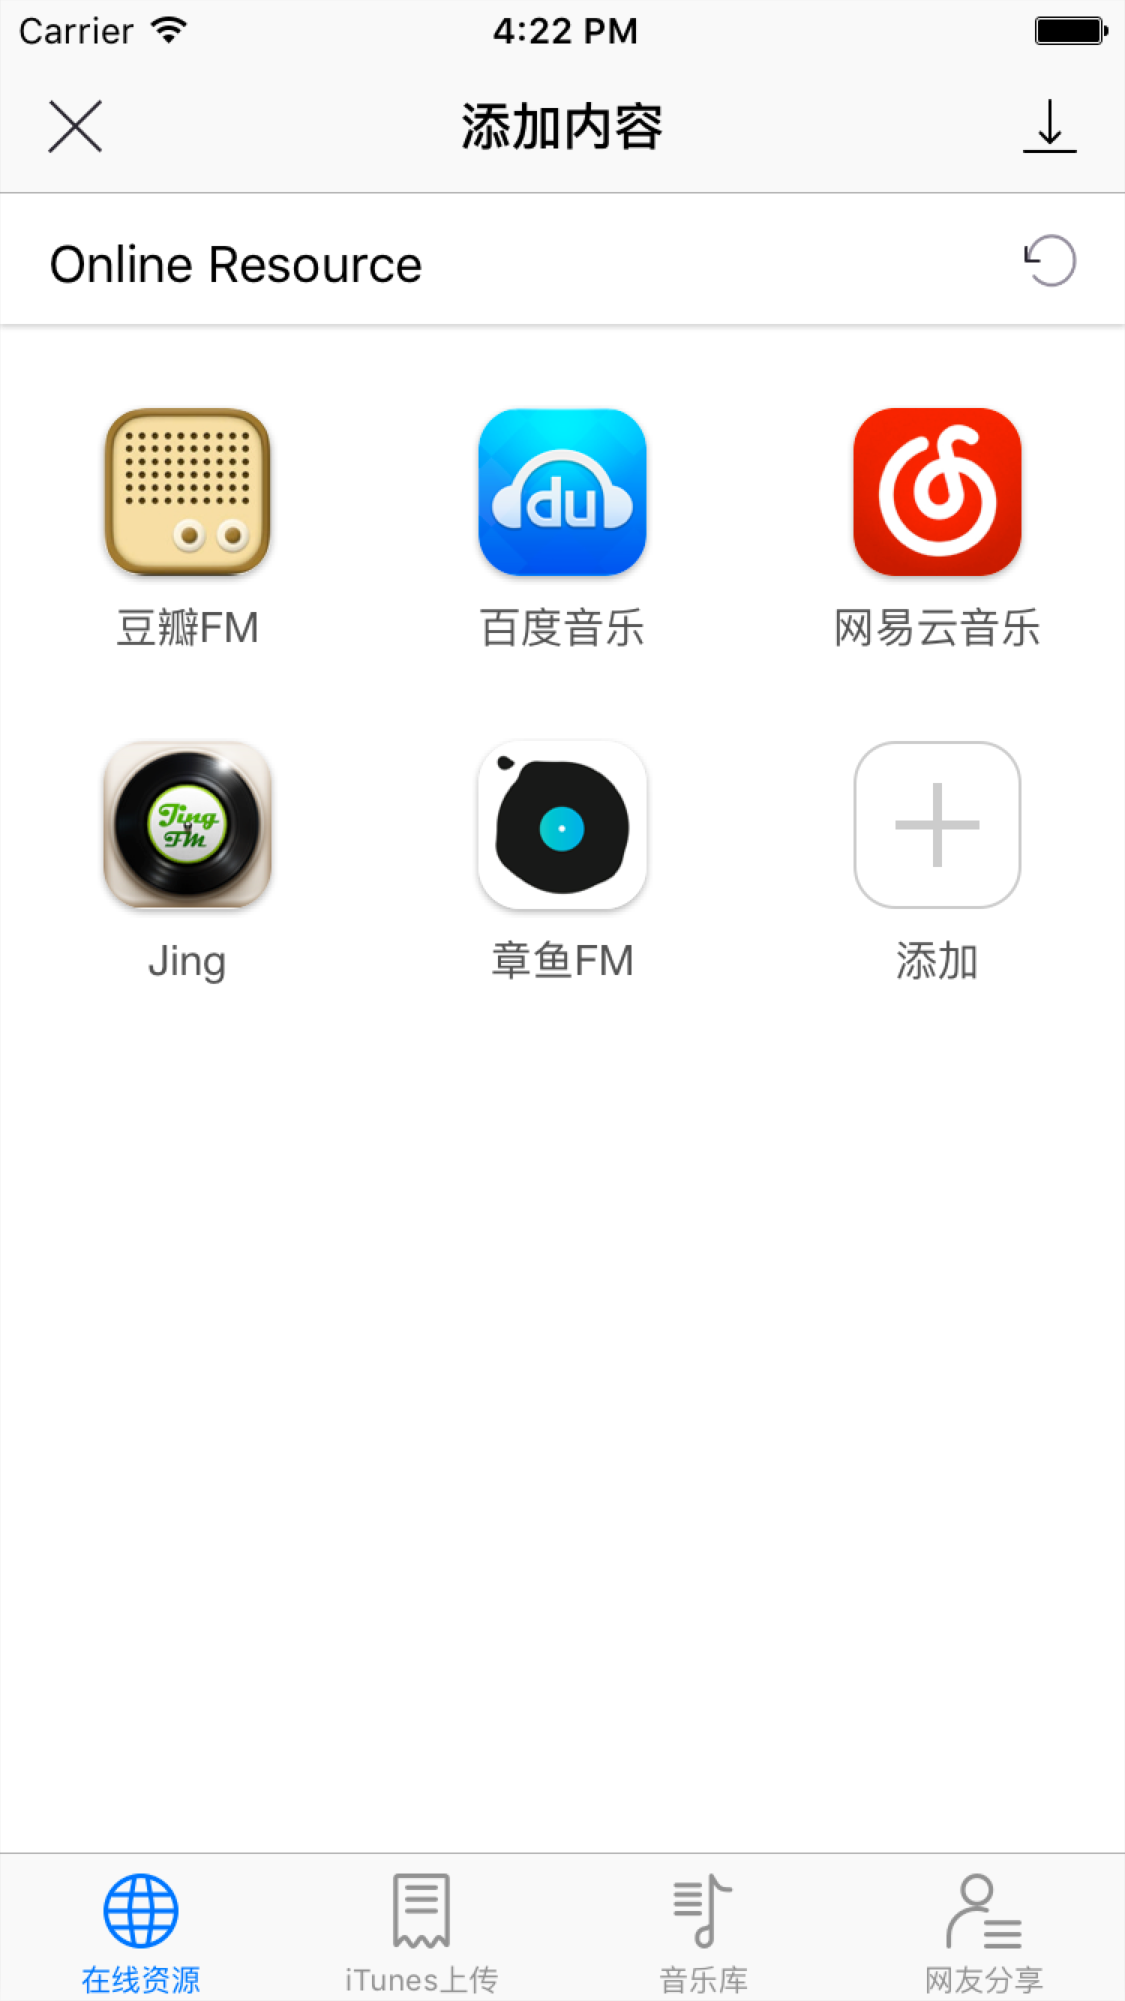 Carrier 4:22 PM
添加内容
Online Resource
du
豆瓣FM 百度音乐 网易云音乐
Jing
FM
Jing 章鱼FM 添加
在线资源 iTunes上传 音乐库 网友分享